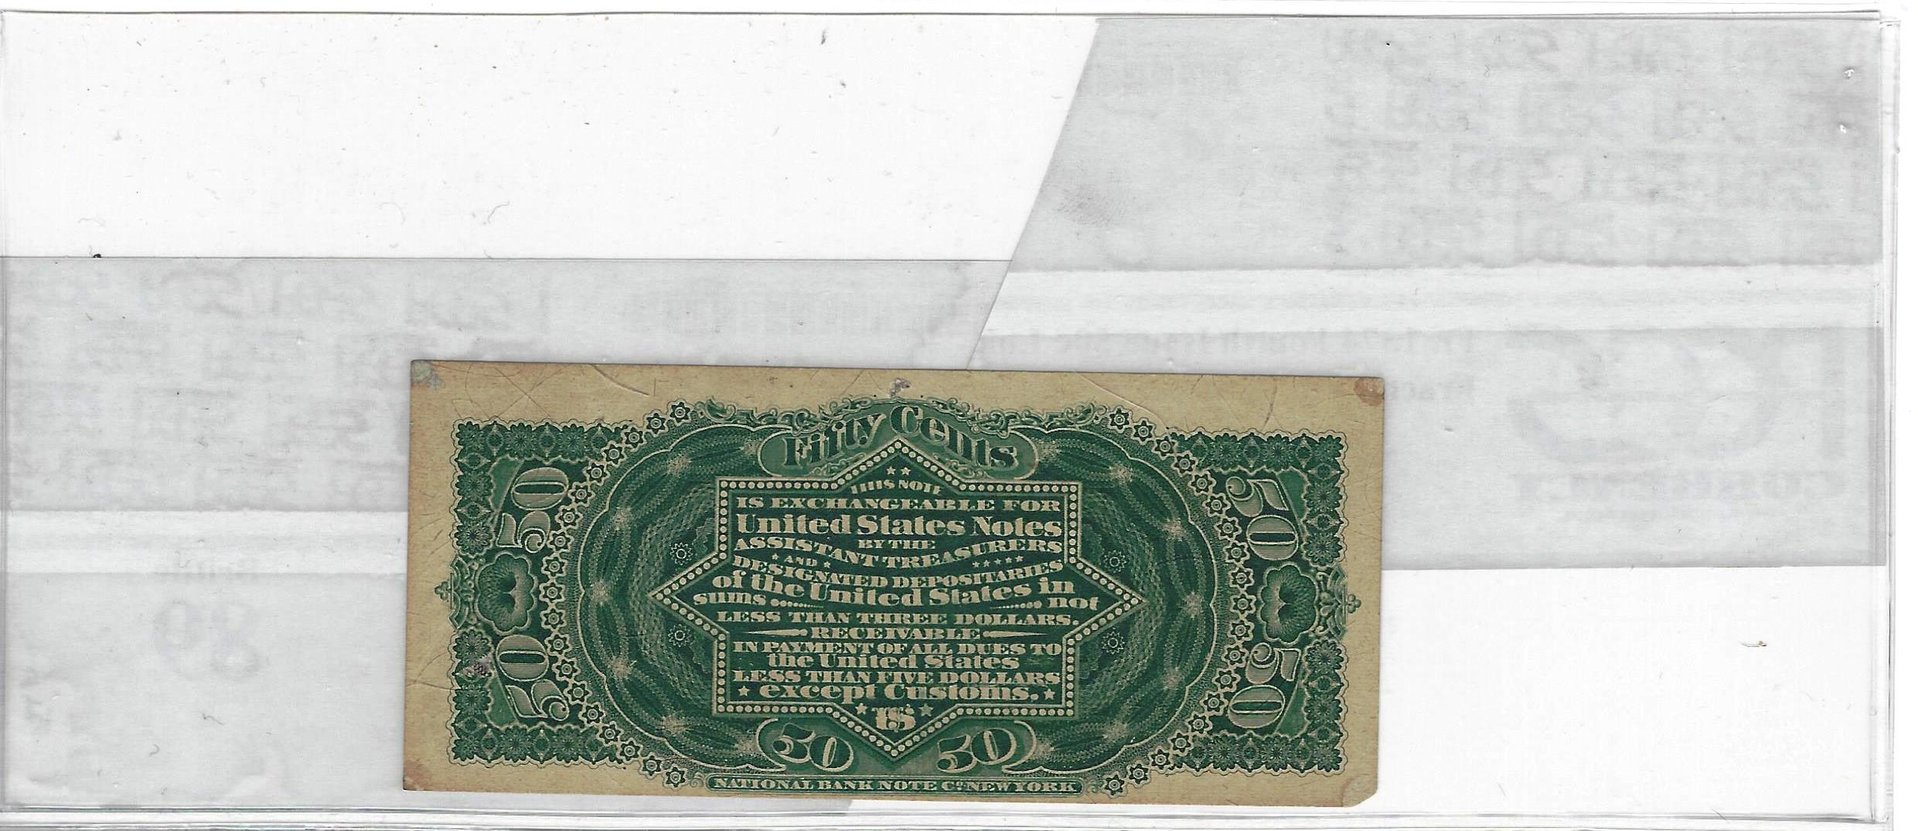 Fifty Cents
THIS NOTE
IS EXCHANGEABLE FOR
United States Notes
BY THE
ASSISTANT TREASURERS
AND
DESIGNATED DEPOSITARIES
of the United States in
sums not
LESS THAN THREE DOLLARS.
RECEIVABLE
IN PAYMENT OF ALL DUES TO
the United States
LESS THAN FIVE DOLLARS
except Customs.
50
50
50
50
50 50
NATIONAL BANK NOTE Co. NEW YORK